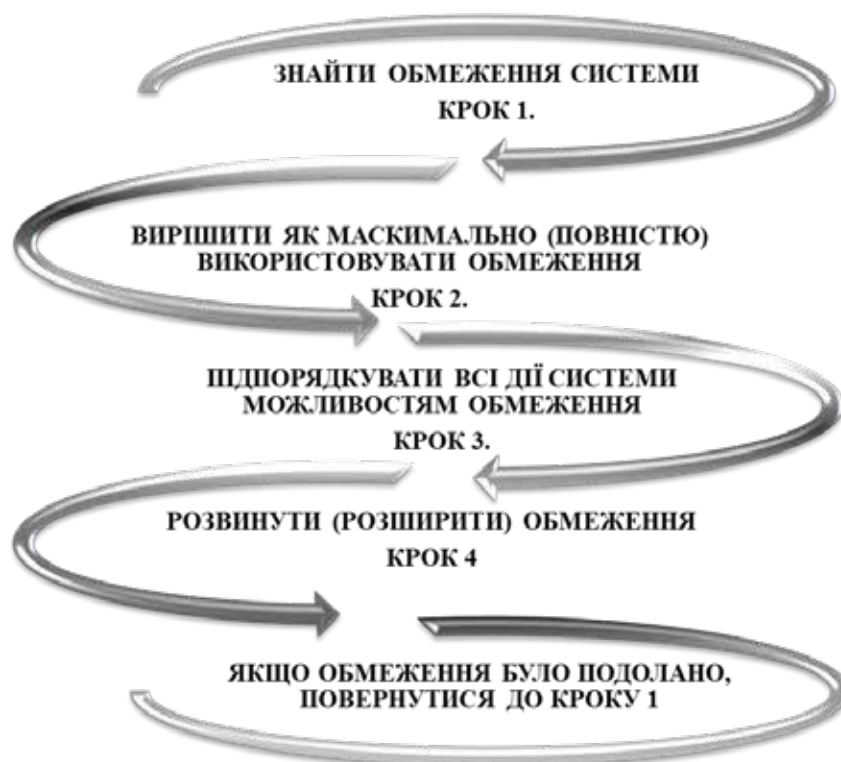 ЗНАЙТИ ОБМЕЖЕННЯ СИСТЕМИ
КРОК 1.
ВИРІШИТИ ЯК МАСКИМАЛЬНО (ПОВНІСТЮ)
ВИКОРИСТОВУВАТИ ОБМЕЖЕННЯ
КРОК 2.
ПІДПОРЯДКУВАТИ ВСІ ДІЇ СИСТЕМИ
МОЖЛИВОСТЯМ ОБМЕЖЕННЯ
КРОК 3.
РОЗВИНУТИ (РОЗШИРИТИ) ОБМЕЖЕННЯ
КРОК 4
ЯКЩО ОБМЕЖЕННЯ БУЛО ПОДОЛАНО,
ПОВЕРНУТИСЯ ДО КРОКУ 1